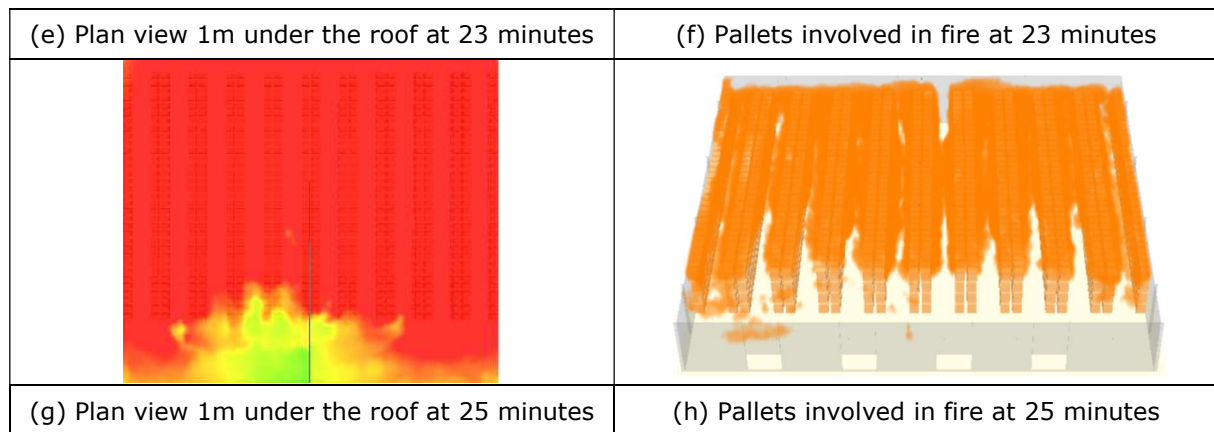 (e) Plan view 1m under the roof at 23 minutes
(f) Pallets involved in fire at 23 minutes
(g) Plan view 1m under the roof at 25 minutes
(h) Pallets involved in fire at 25 minutes